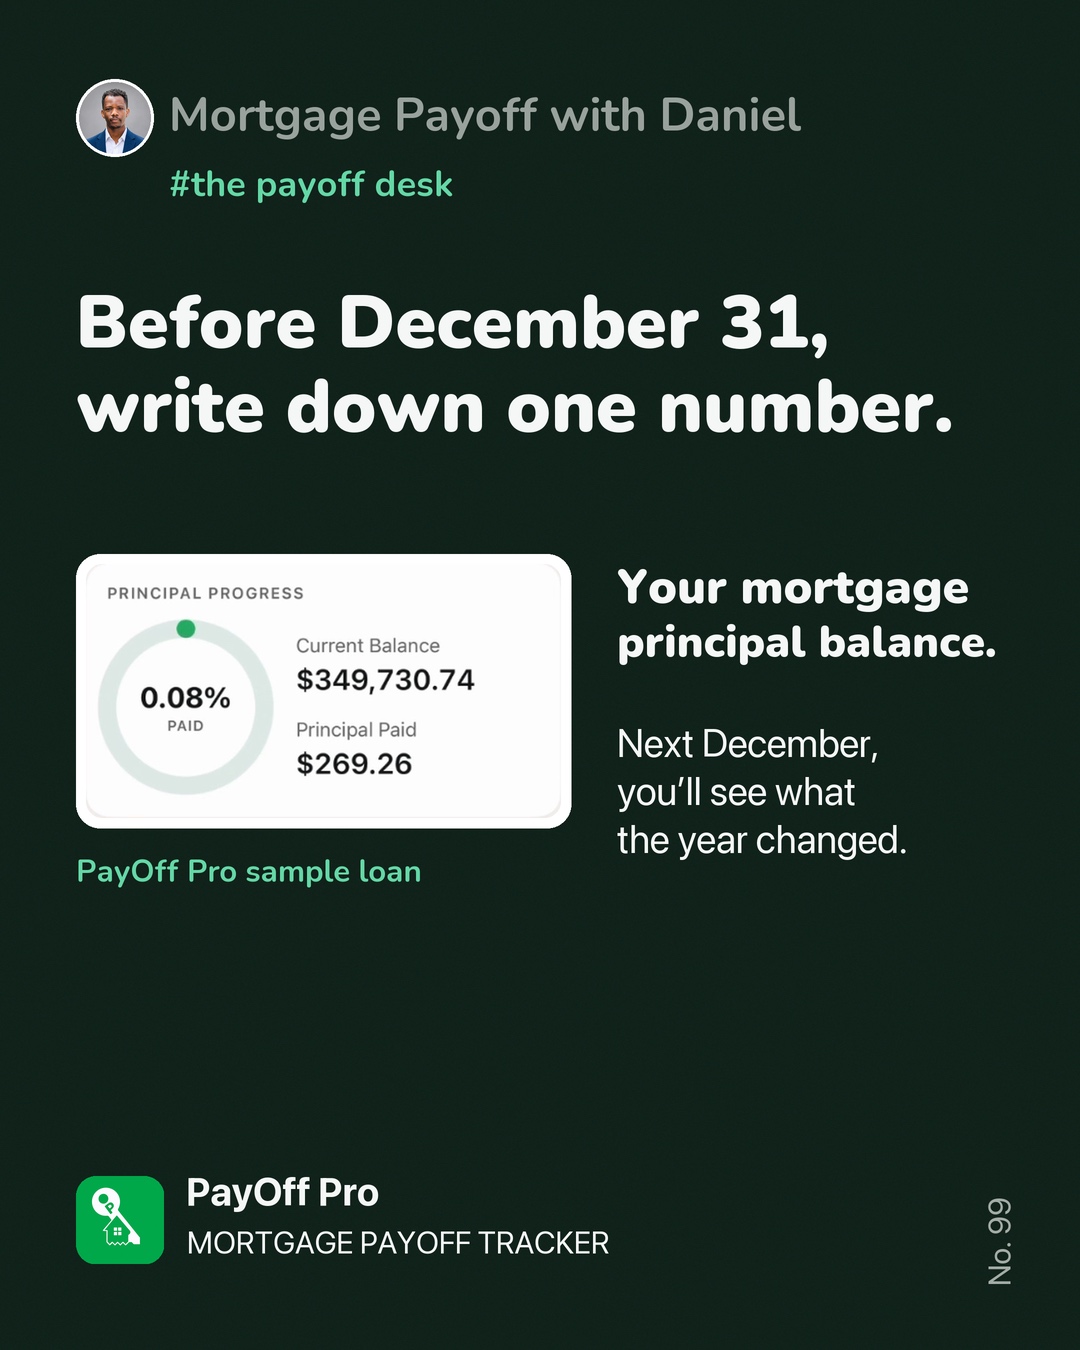 Mortgage Payoff with Daniel
#the payoff desk
Before December 31,
write down one number.
PRINCIPAL PROGRESS
0.08%
PAID
Current Balance
$349,730.74
Principal Paid
$269.26
PayOff Pro sample loan
Your mortgage
principal balance.
Next December,
you’ll see what
the year changed.
PayOff Pro
MORTGAGE PAYOFF TRACKER
No. 99